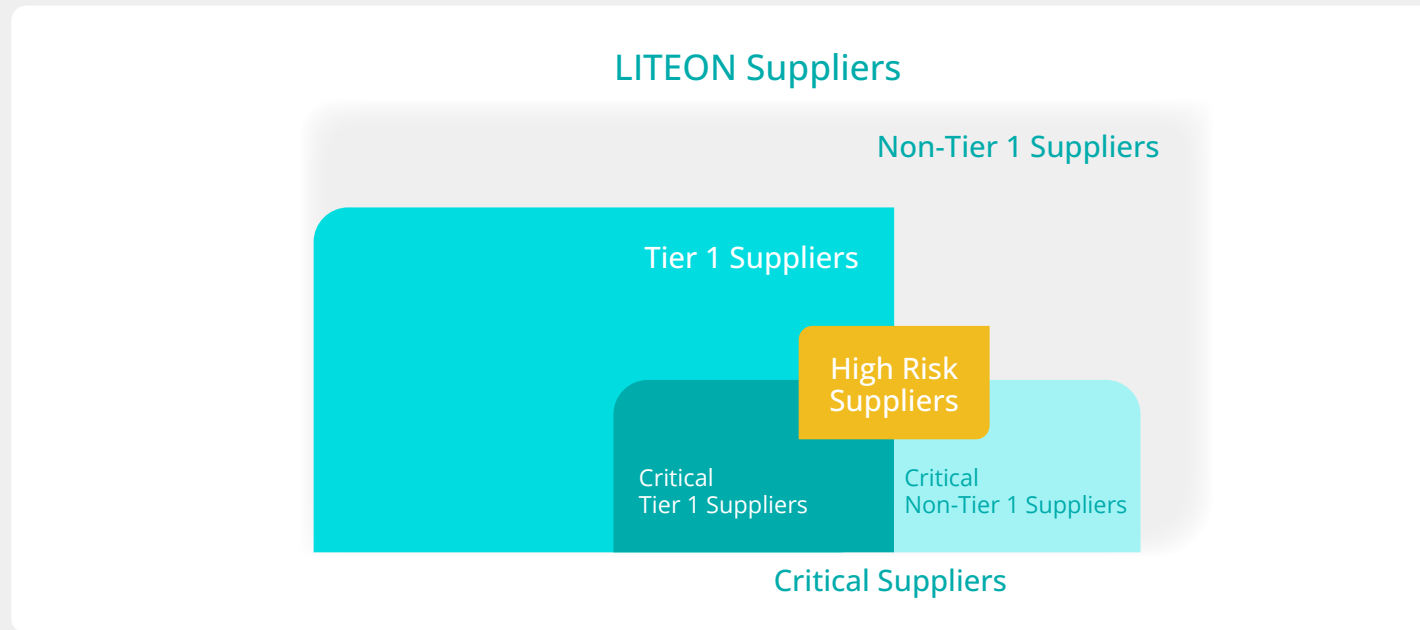 LITEON Suppliers
Non-Tier 1 Suppliers
Tier 1 Suppliers
High Risk
Suppliers
Critical
Tier 1 Suppliers
Critical
Non-Tier 1 Suppliers
Critical Suppliers